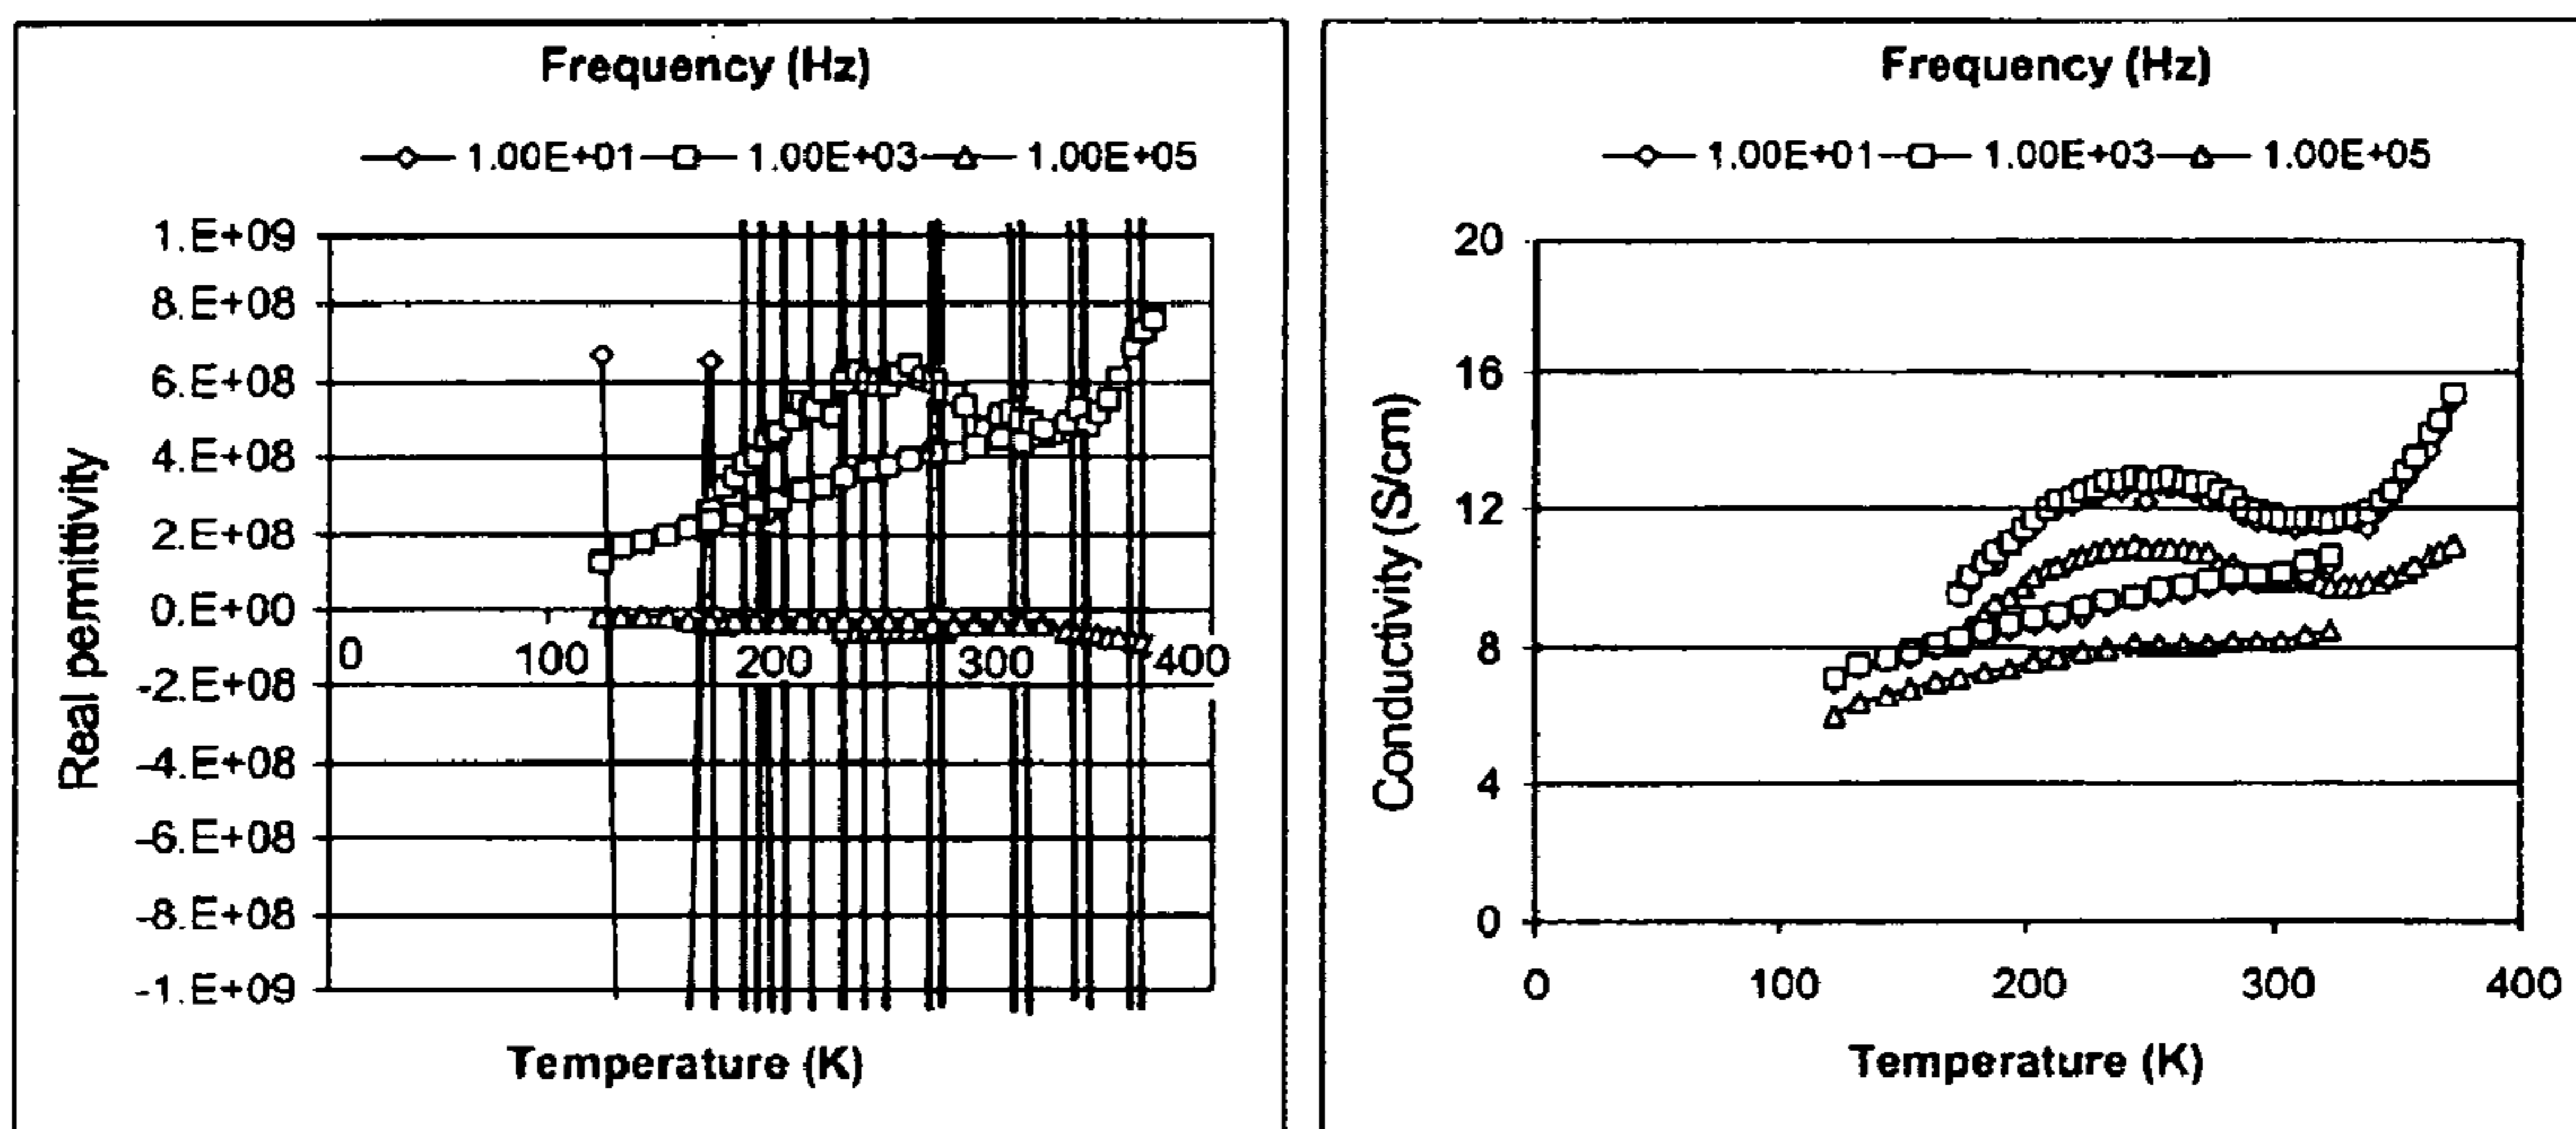 Frequency (Hz)
1.00E+01 1.00E+03 1.00E+05
1.E+09
8.E+08
6.E+08
4.E+08
2.E+08
0.E+00
-2.E+08
-4.E+08
-6.E+08
-8.E+08
-1.E+09
0 100 200 300 400
Real permittivity
Temperature (K)
Frequency (Hz)
1.00E+01 1.00E+03 1.00E+05
20
16
12
8
4
0
0 100 200 300 400
Conductivity (S/cm)
Temperature (K)